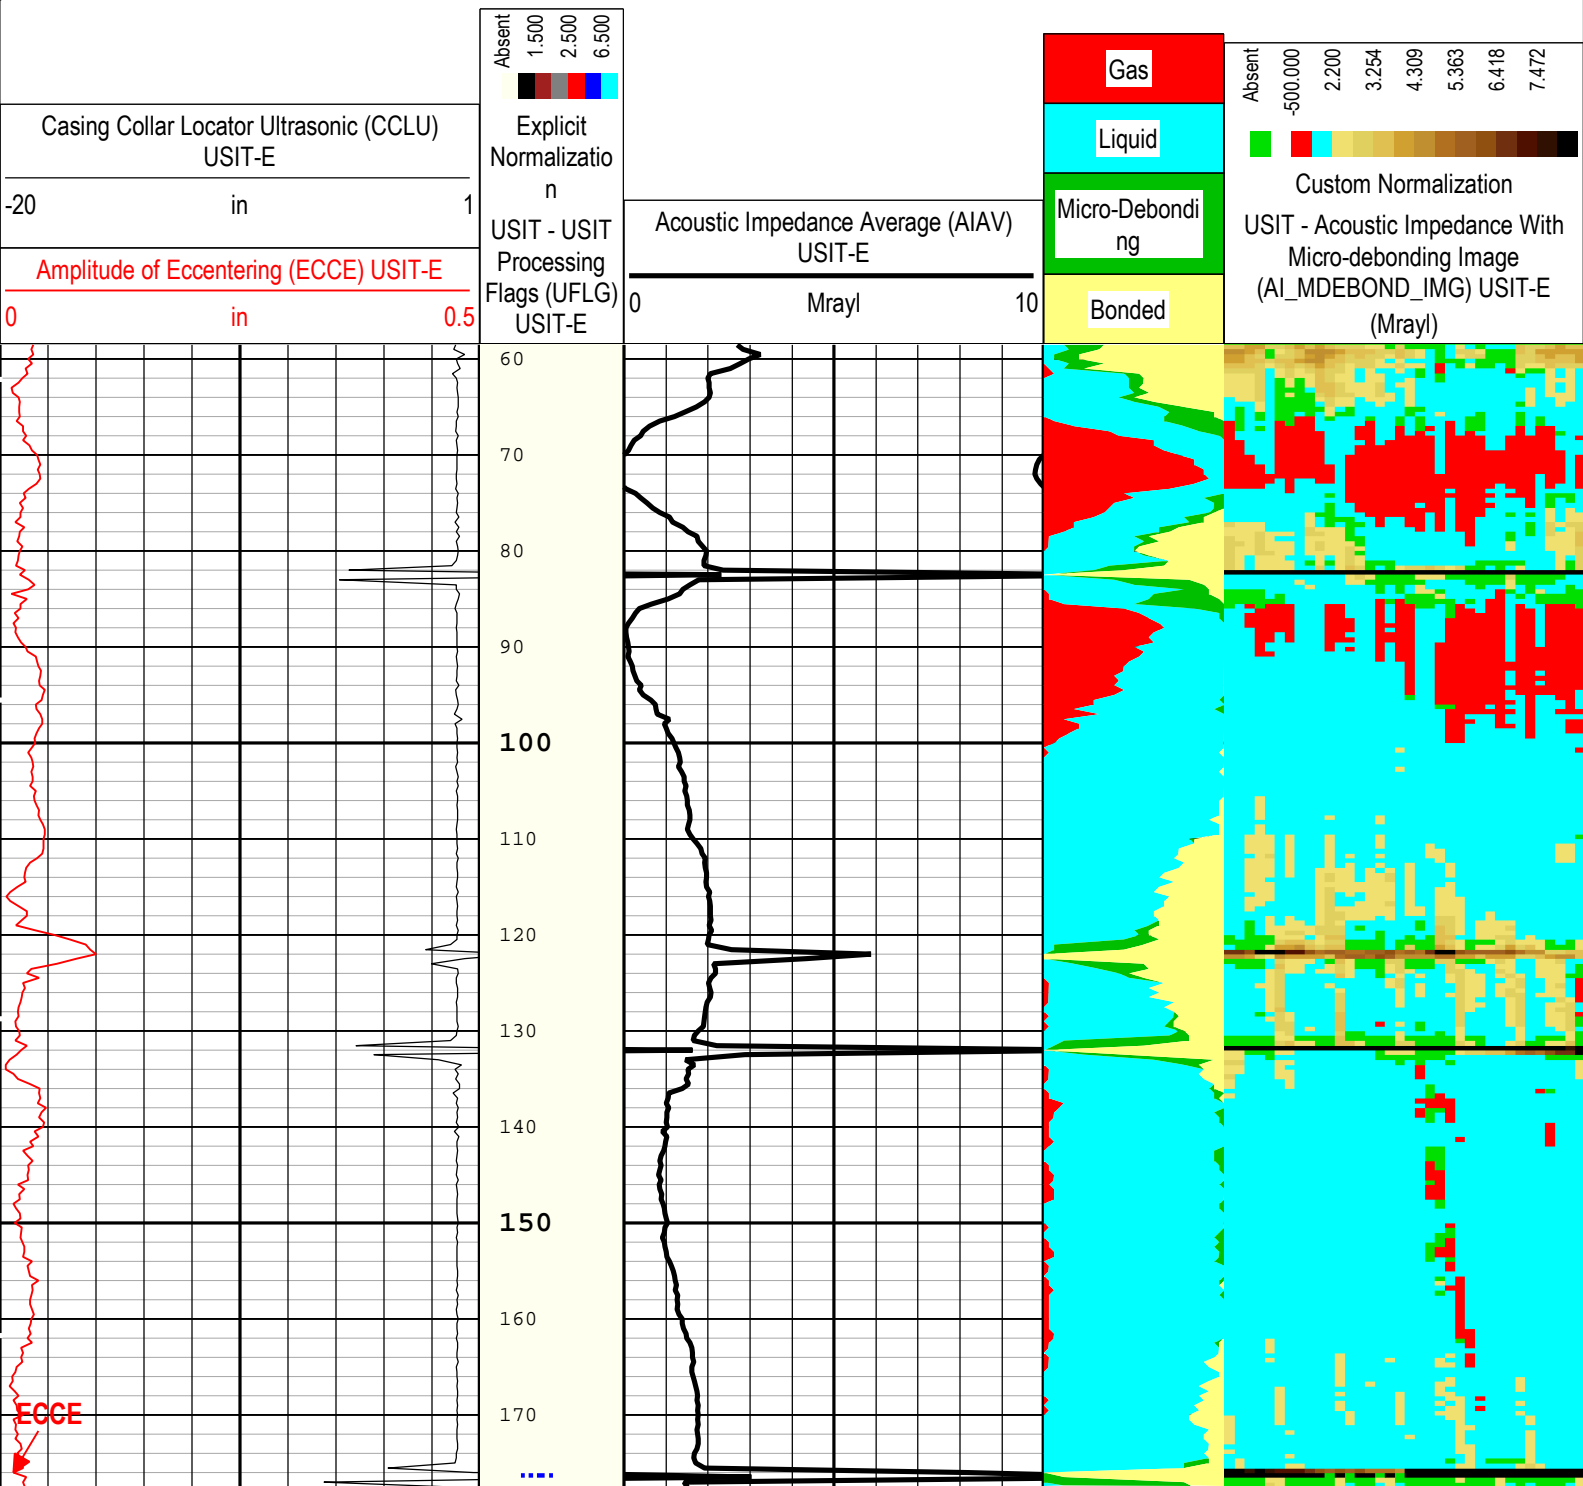 Casing Collar Locator Ultrasonic (CCLU)
USIT-E
-20 in 1
Amplitude of Eccentering (ECCE) USIT-E
0 in 0.5
Absent
1.500
2.500
6.500
Explicit
Normalizatio
n
USIT - USIT
Processing
Flags (UFLG)
USIT-E
Acoustic Impedance Average (AIAV)
USIT-E
0 Mrayl 10
Gas
Liquid
Micro-Debondi
ng
Bonded
Absent
-500.000
2.200
3.254
4.309
5.363
6.418
7.472
Custom Normalization
USIT - Acoustic Impedance With
Micro-debonding Image
(AI_MDEBOND_IMG) USIT-E
(Mrayl)
60
70
80
90
100
110
120
130
140
150
160
170
ECCE